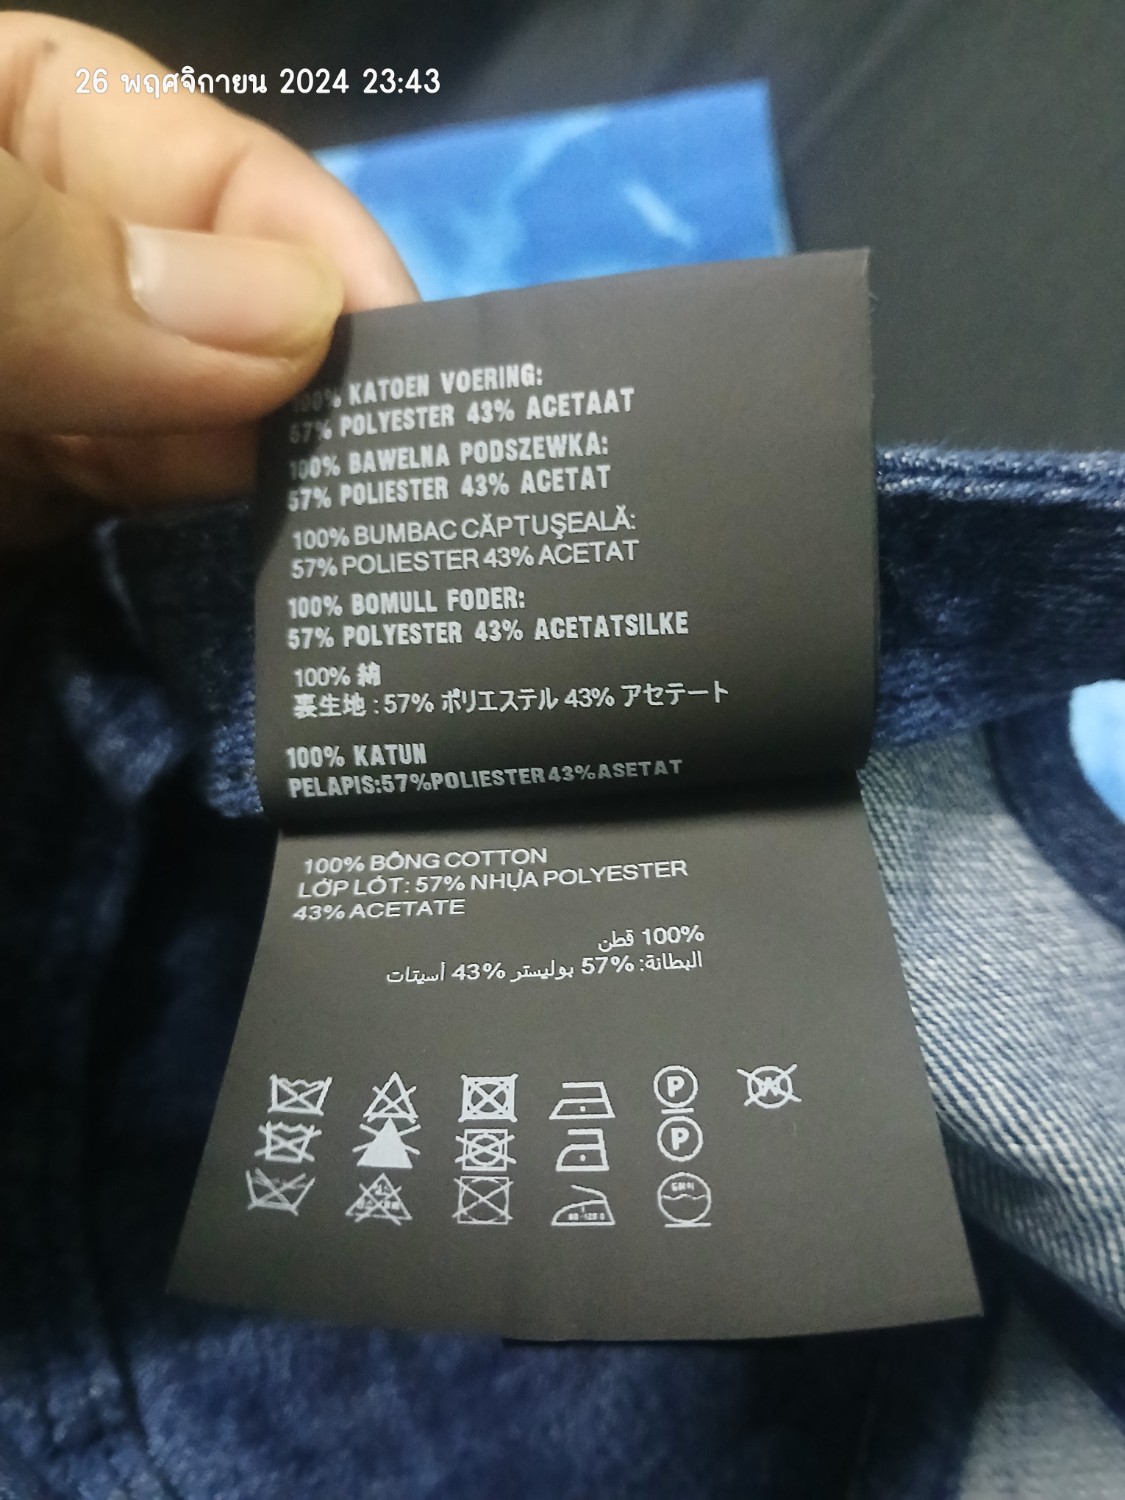 26 พฤศจิกายน 2024 23:43
100% KATOEN VOERING:
57% POLYESTER 43% ACETAAT
100% BAWELNA PODSZEWKA:
57% POLIESTER 43% ACETAT
100% BUMBAC CĂPTUŞEALĂ:
57% POLIESTER 43% ACETAT
100% BOMULL FODER:
57% POLYESTER 43% ACETATSILKE
100% 綿
裏生地 : 57% ポリエステル 43% アセテート
100% KATUN
PELAPIS:57%POLIESTER43%ASETAT
100% BÔNG COTTON
LỚP LÓT: 57% NHỰA POLYESTER
43% ACETATE
100% قطن
البطانة: 57% بوليستر 43% أسيتات
P W
P
드라이